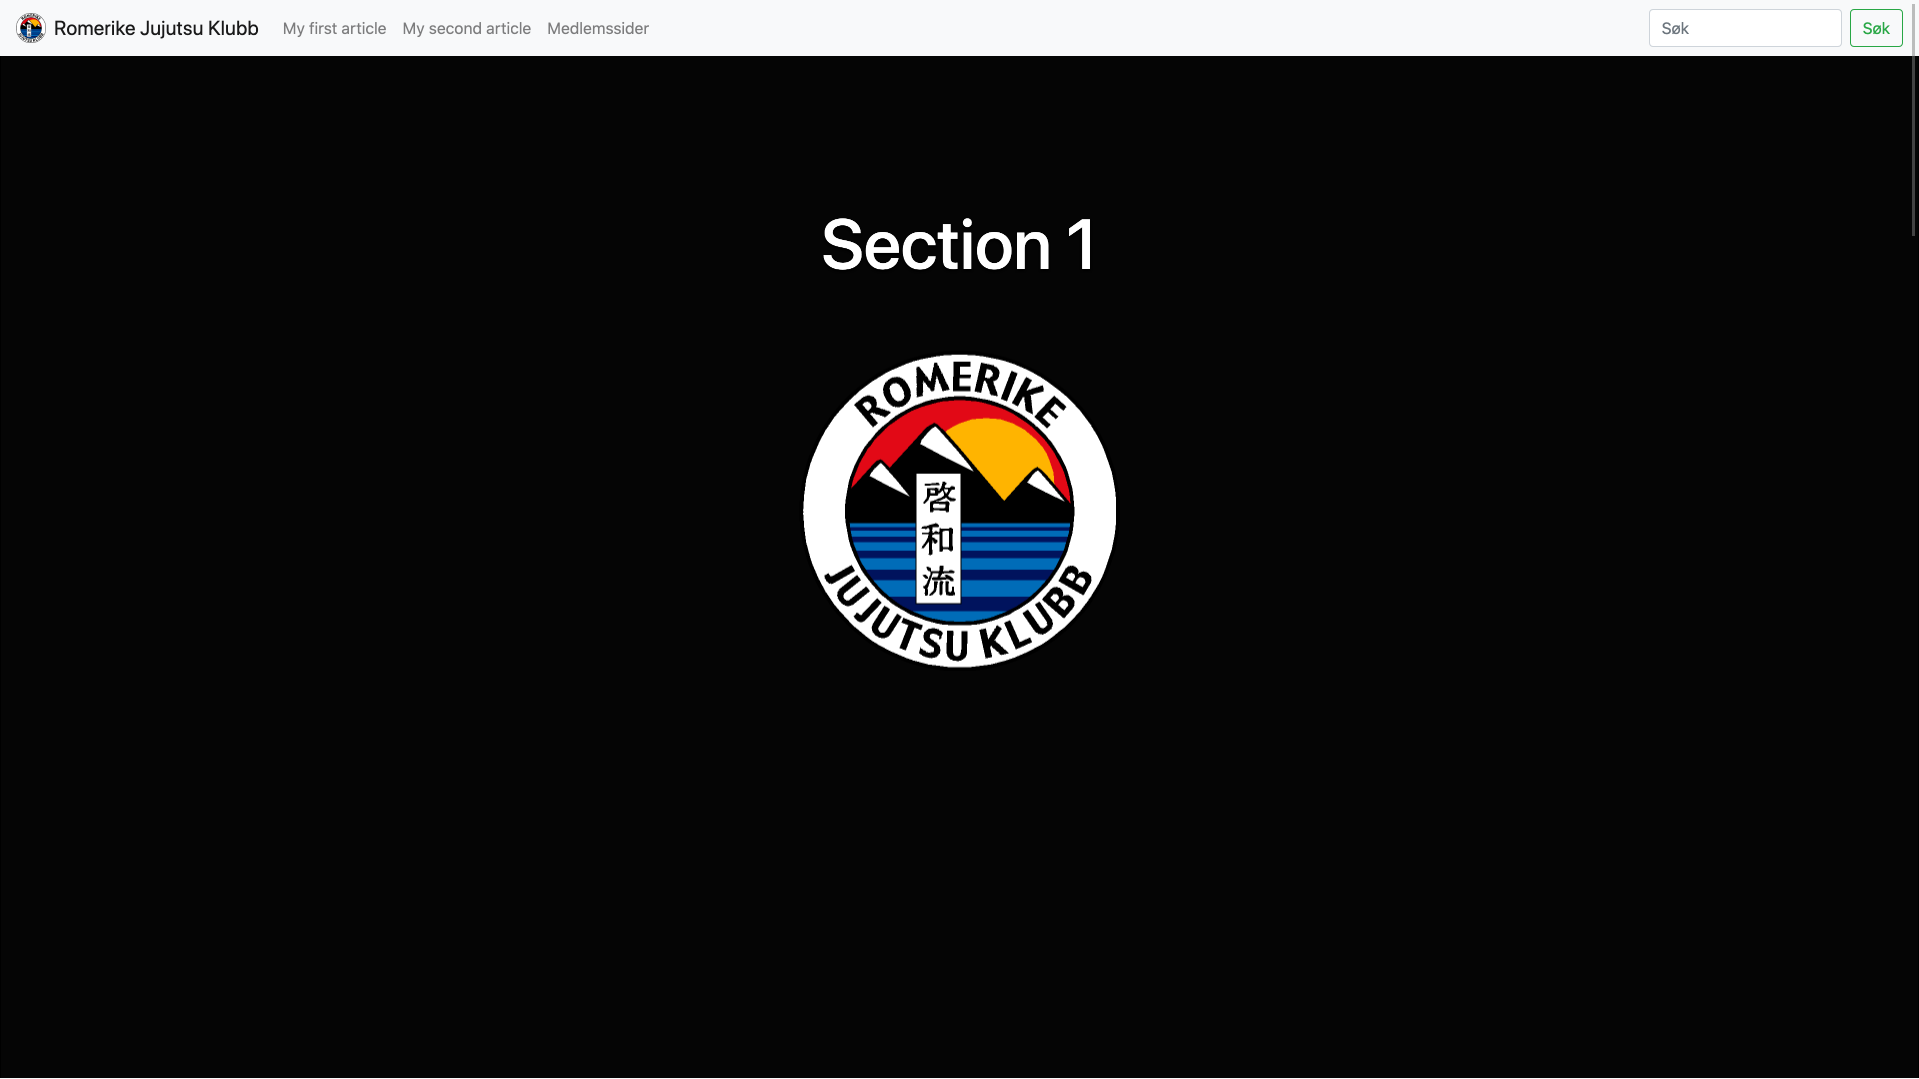 Romerike Jujutsu Klubb My first article My second article Medlemssider Søk Søk
Section 1
ROMERIKE
啓
和
流
JUJUTSU KLUBB